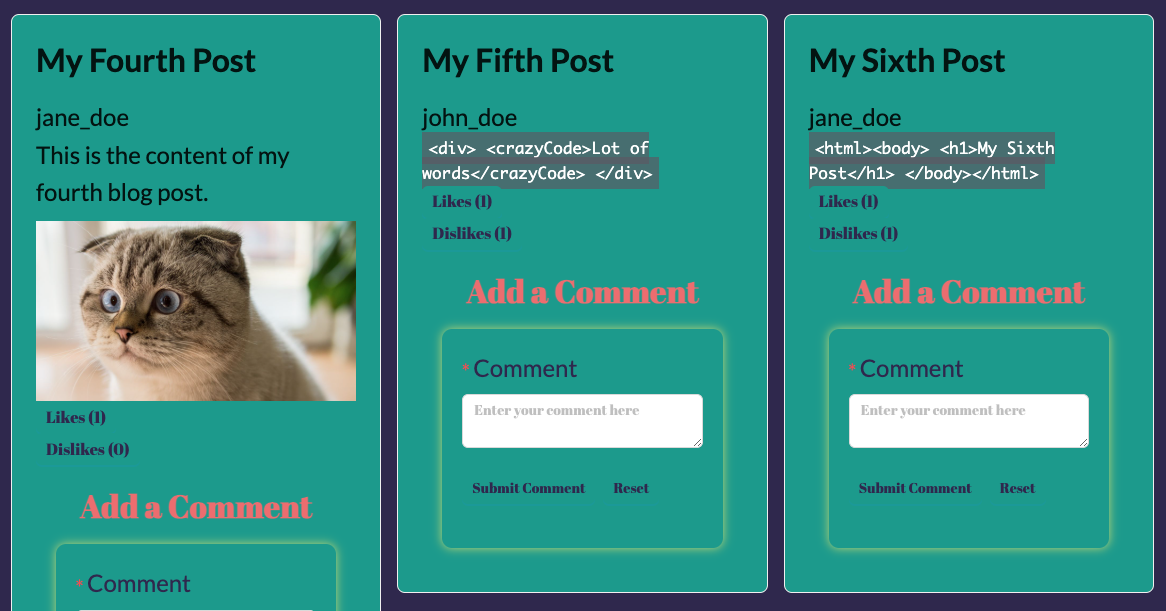 My Fourth Post
jane_doe
This is the content of my
fourth blog post.
Likes (1)
Dislikes (0)
Add a Comment
* Comment
My Fifth Post
john_doe
<div> <crazyCode>Lot of
words</crazyCode> </div>
Likes (1)
Dislikes (1)
Add a Comment
* Comment
Enter your comment here
Submit Comment Reset
My Sixth Post
jane_doe
<html><body> <h1>My Sixth
Post</h1> </body></html>
Likes (1)
Dislikes (1)
Add a Comment
* Comment
Enter your comment here
Submit Comment Reset